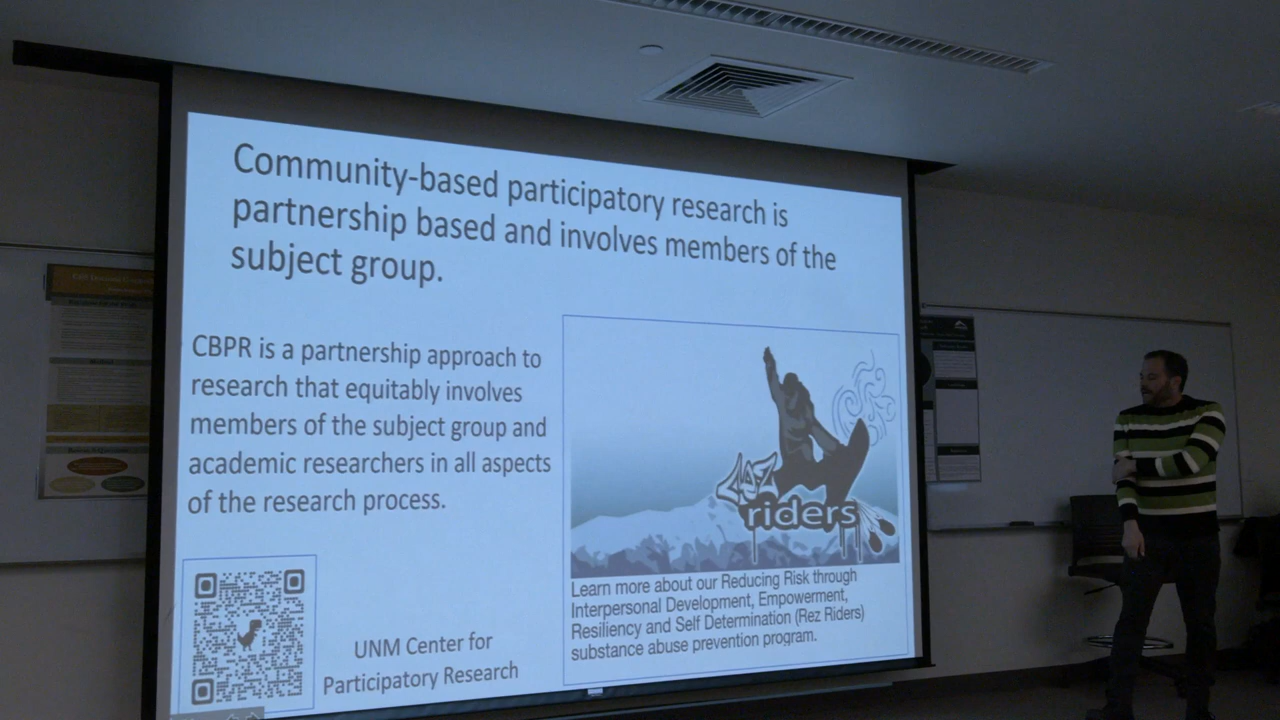 Community-based participatory research is
partnership based and involves members of the
subject group.
CBPR is a partnership approach to
research that equitably involves
members of the subject group and
academic researchers in all aspects
of the research process.
rez
riders
Learn more about our Reducing Risk through
Interpersonal Development, Empowerment,
Resiliency and Self Determination (Rez Riders)
substance abuse prevention program.
UNM Center for
Participatory Research